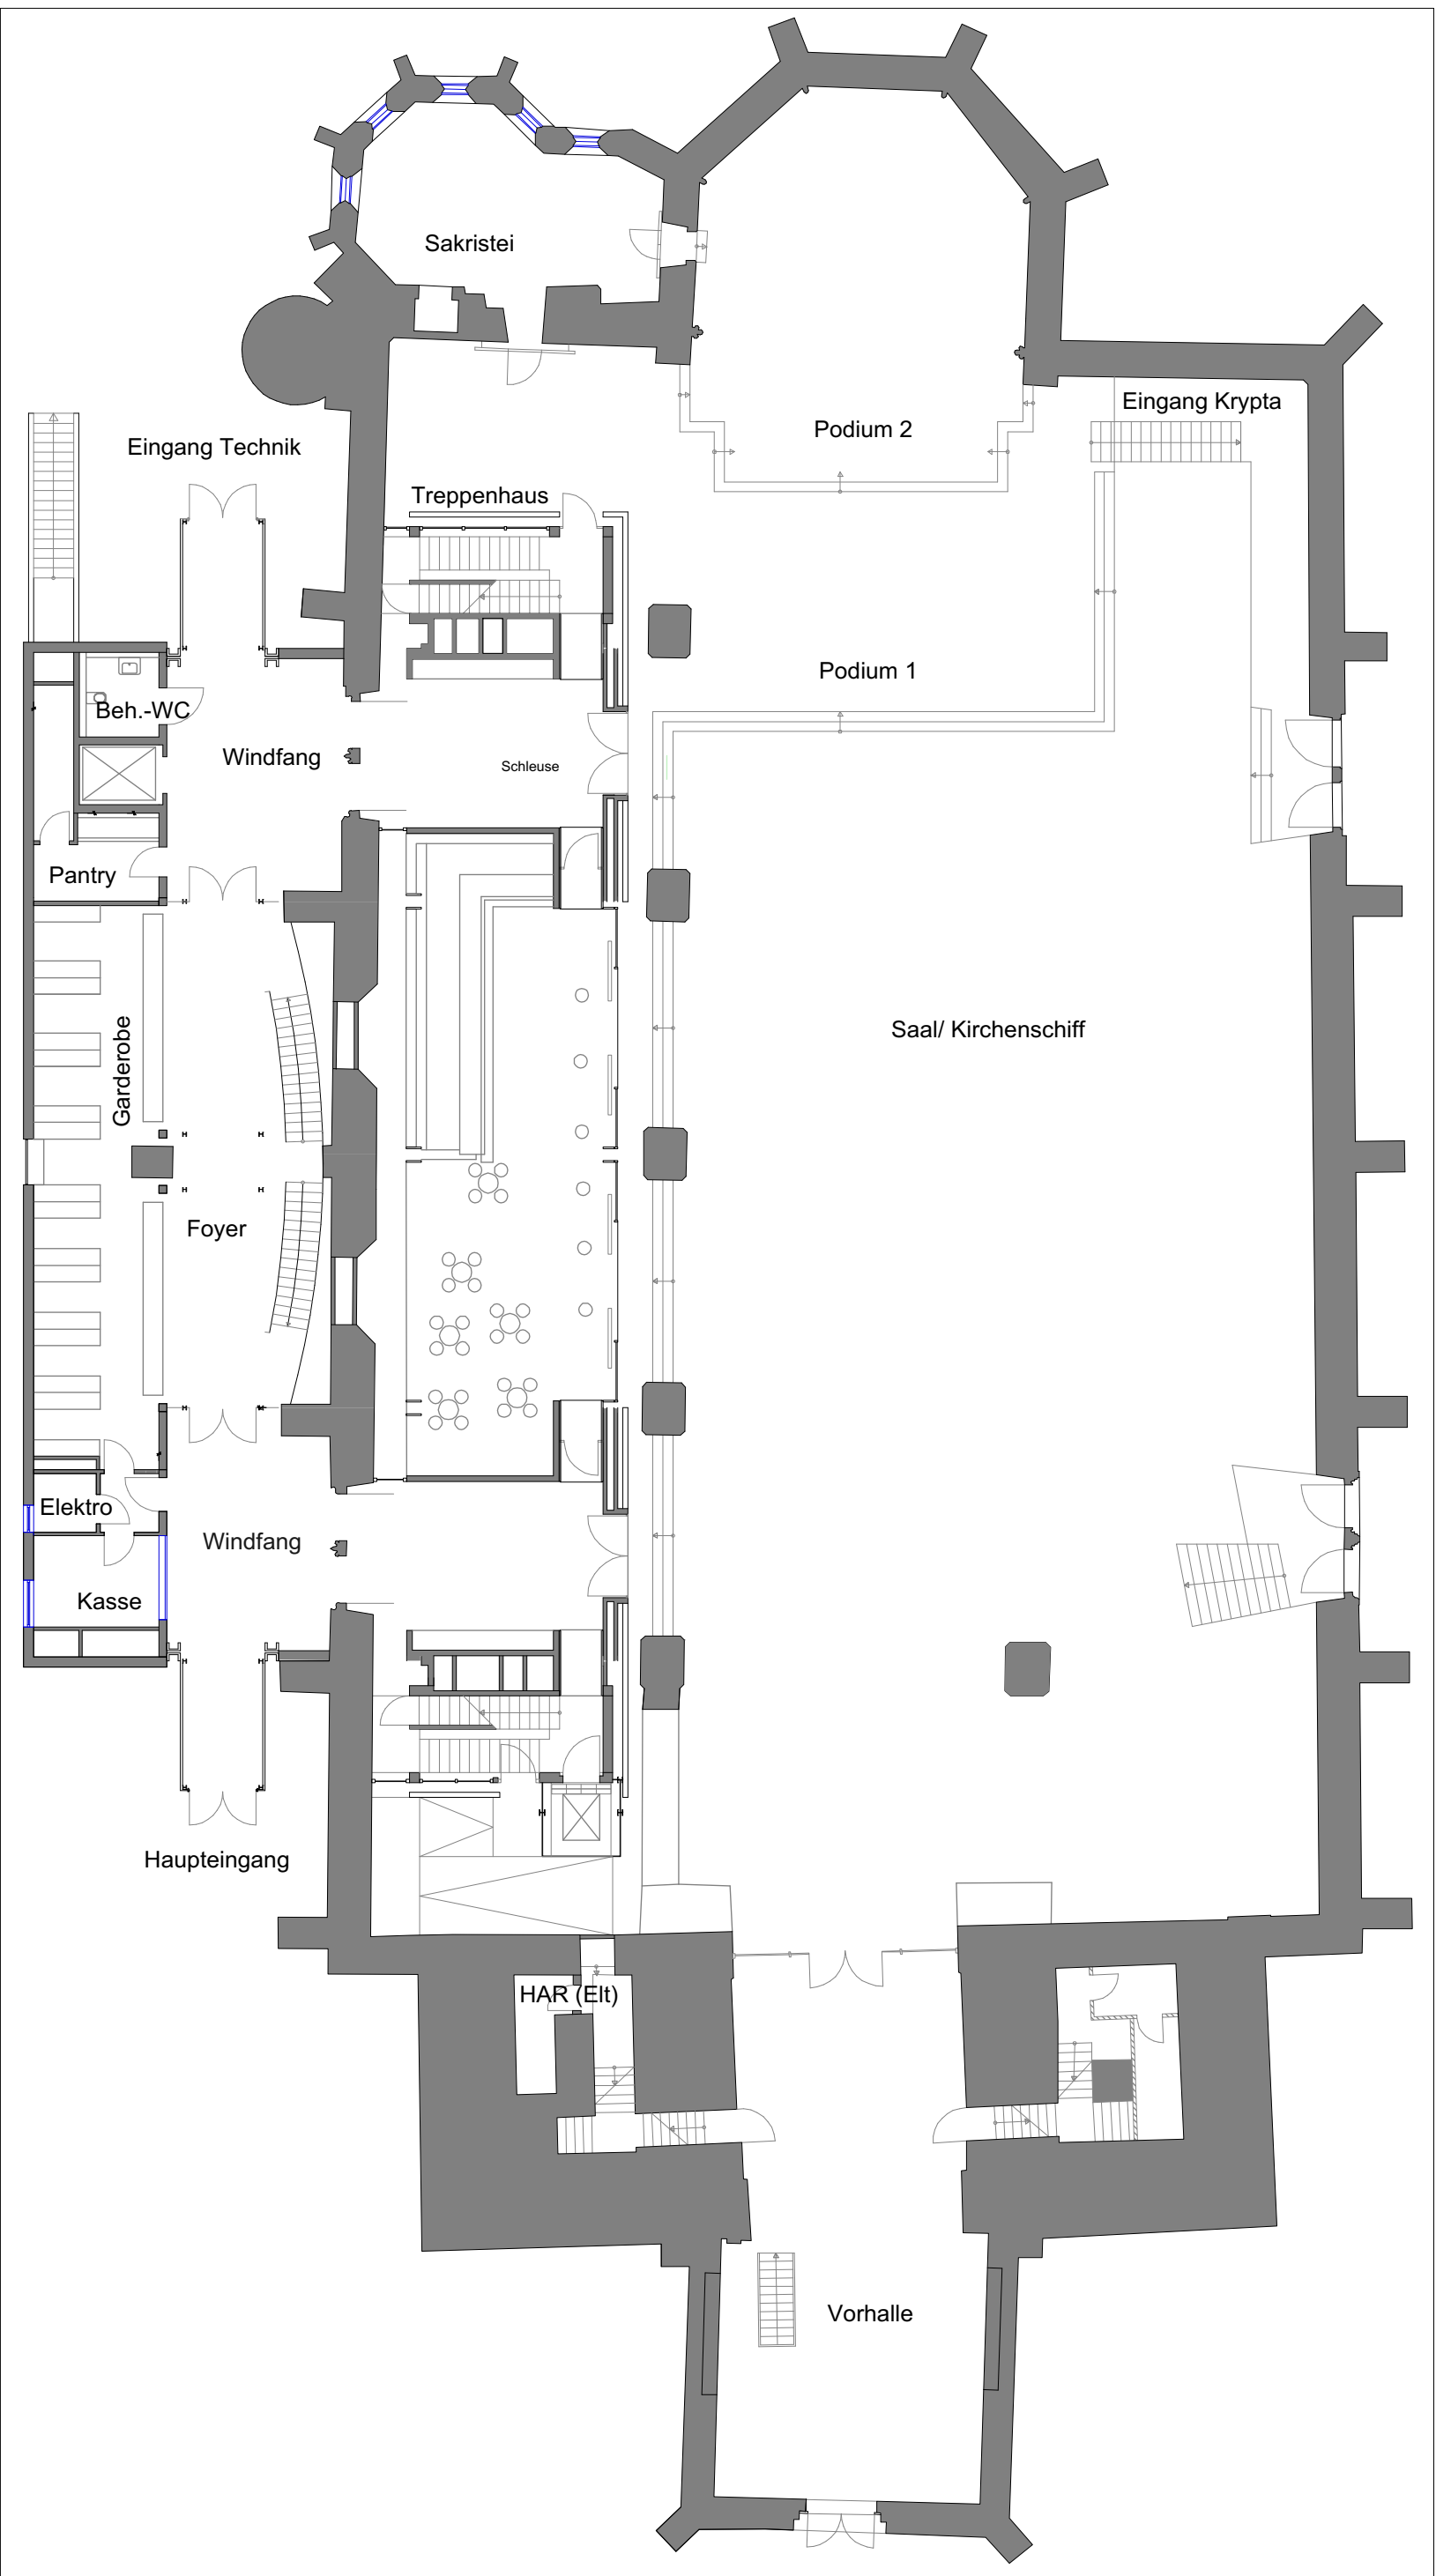 Sakristei
Eingang Krypta
Podium 2
Eingang Technik
Treppenhaus
Podium 1
Beh.-WC
Windfang
Schleuse
Pantry
Saal/ Kirchenschiff
Garderobe
Foyer
Elektro
Windfang
Kasse
Haupteingang
HAR (Elt)
Vorhalle